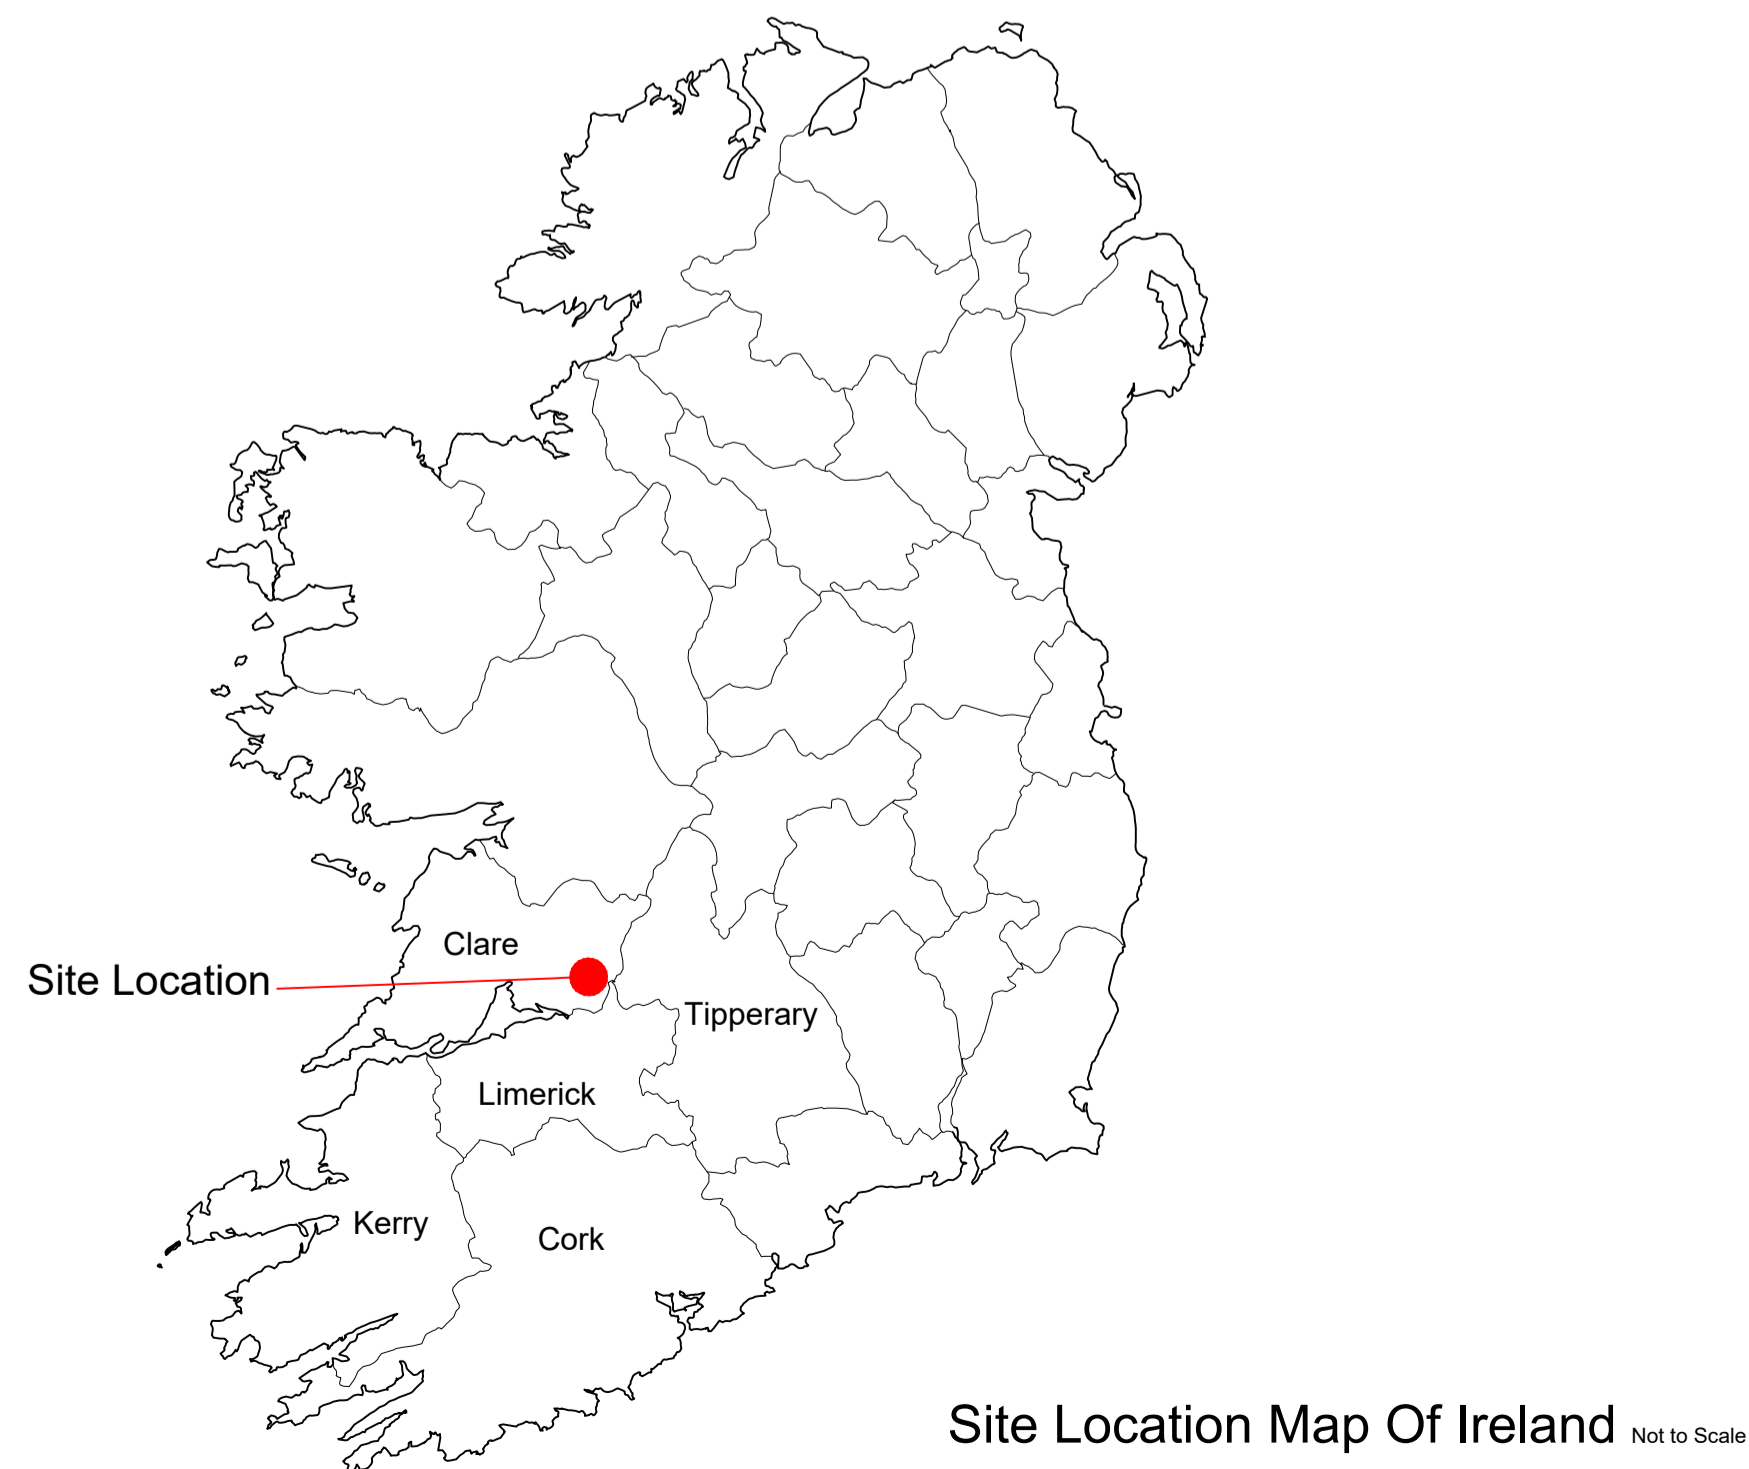 Clare
Site Location
Tipperary
Limerick
Kerry
Cork
Site Location Map Of Ireland Not to Scale